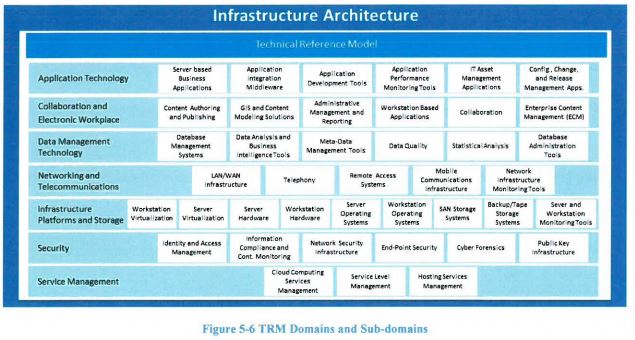 Infrastructure Architecture
Technical Reference Model
Application Technology
Server based
Business
Applications
Application
Integration
Middleware
Application
Development Tools
Application
Performance
Monitoring Tools
IT Asset
Management
Applications
Config., Change,
and Release
Management Apps.
Collaboration and
Electronic Workplace
Content Authoring
and Publishing
GIS and Content
Modeling Solutions
Administrative
Management and
Reporting
Workstation Based
Applications
Collaboration
Enterprise Content
Management (ECM)
Data Management
Technology
Database
Management
Systems
Data Analysis and
Business
Intelligence Tools
Meta-Data
Management Tools
Data Quality
Statistical Analysis
Database
Administration
Tools
Networking and
Telecommunications
LAN/WAN
Infrastructure
Telephony
Remote Access
Systems
Mobile
Communications
Infrastructure
Network
Infrastructure
Monitoring Tools
Infrastructure
Platforms and Storage
Workstation
Virtualization
Server
Virtualization
Server
Hardware
Workstation
Hardware
Server
Operating
Systems
Workstation
Operating
Systems
SAN Storage
Systems
Backup/Tape
Storage
Systems
Sever and
Workstation
Monitoring Tools
Security
Identity and Access
Management
Information
Compliance and
Cont. Monitoring
Network Security
Infrastructure
End-Point Security
Cyber Forensics
Public Key
Infrastructure
Service Management
Cloud Computing
Services
Management
Service Level
Management
Hosting Services
Management
Figure 5-6 TRM Domains and Sub-domains